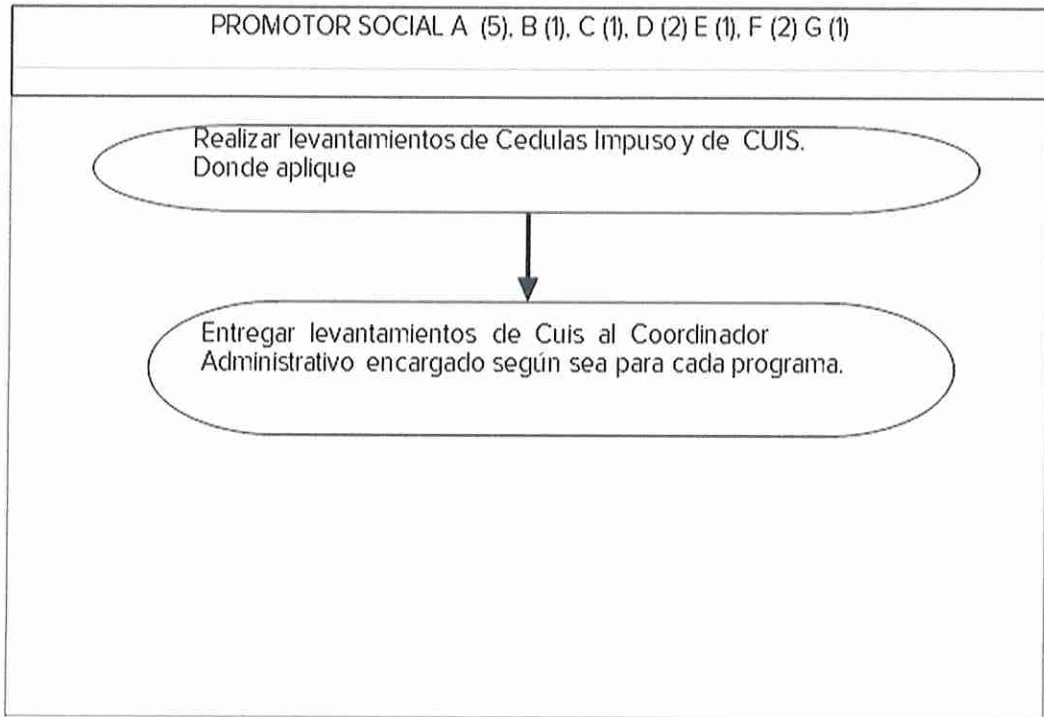 PROMOTOR SOCIAL A (5), B (1), C (1), D (2) E (1), F (2) G (1)
Realizar levantamientos de Cedulas Impuso y de CUIS.
Donde aplique
Entregar levantamientos de Cuis al Coordinador
Administrativo encargado según sea para cada programa.